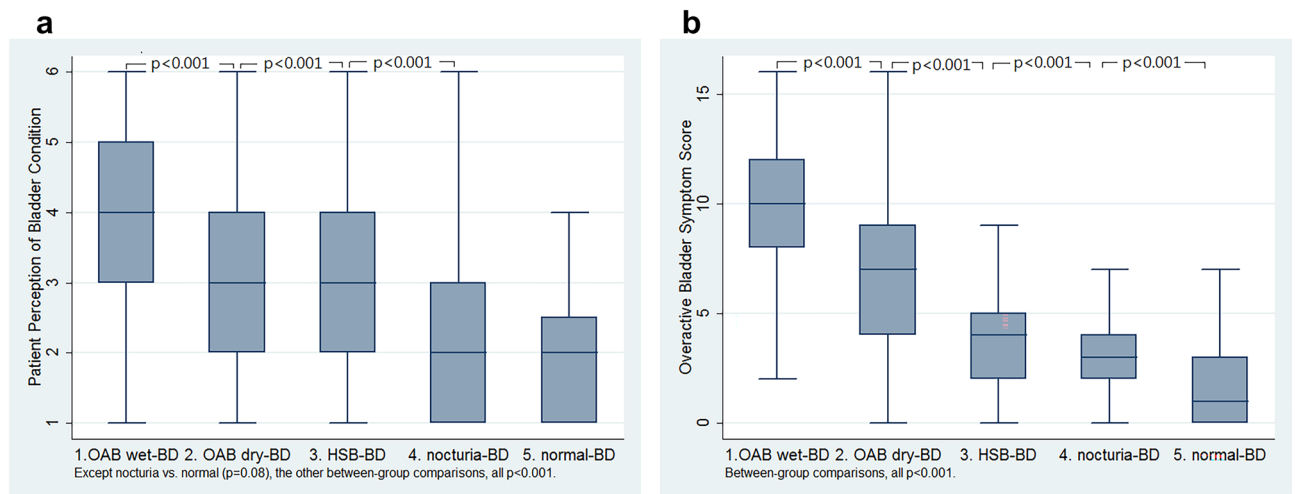 a
p<0.001 p<0.001 p<0.001
Patient Perception of Bladder Condition
6
5
4
3
2
1
1.OAB wet-BD 2. OAB dry-BD 3. HSB-BD 4. nocturia-BD 5. normal-BD
Except nocturia vs. normal (p=0.08), the other between-group comparisons, all p<0.001.
b
p<0.001 p<0.001 p<0.001 p<0.001
Overactive Bladder Symptom Score
15
10
5
0
1.OAB wet-BD 2. OAB dry-BD 3. HSB-BD 4. nocturia-BD 5. normal-BD
Between-group comparisons, all p<0.001.